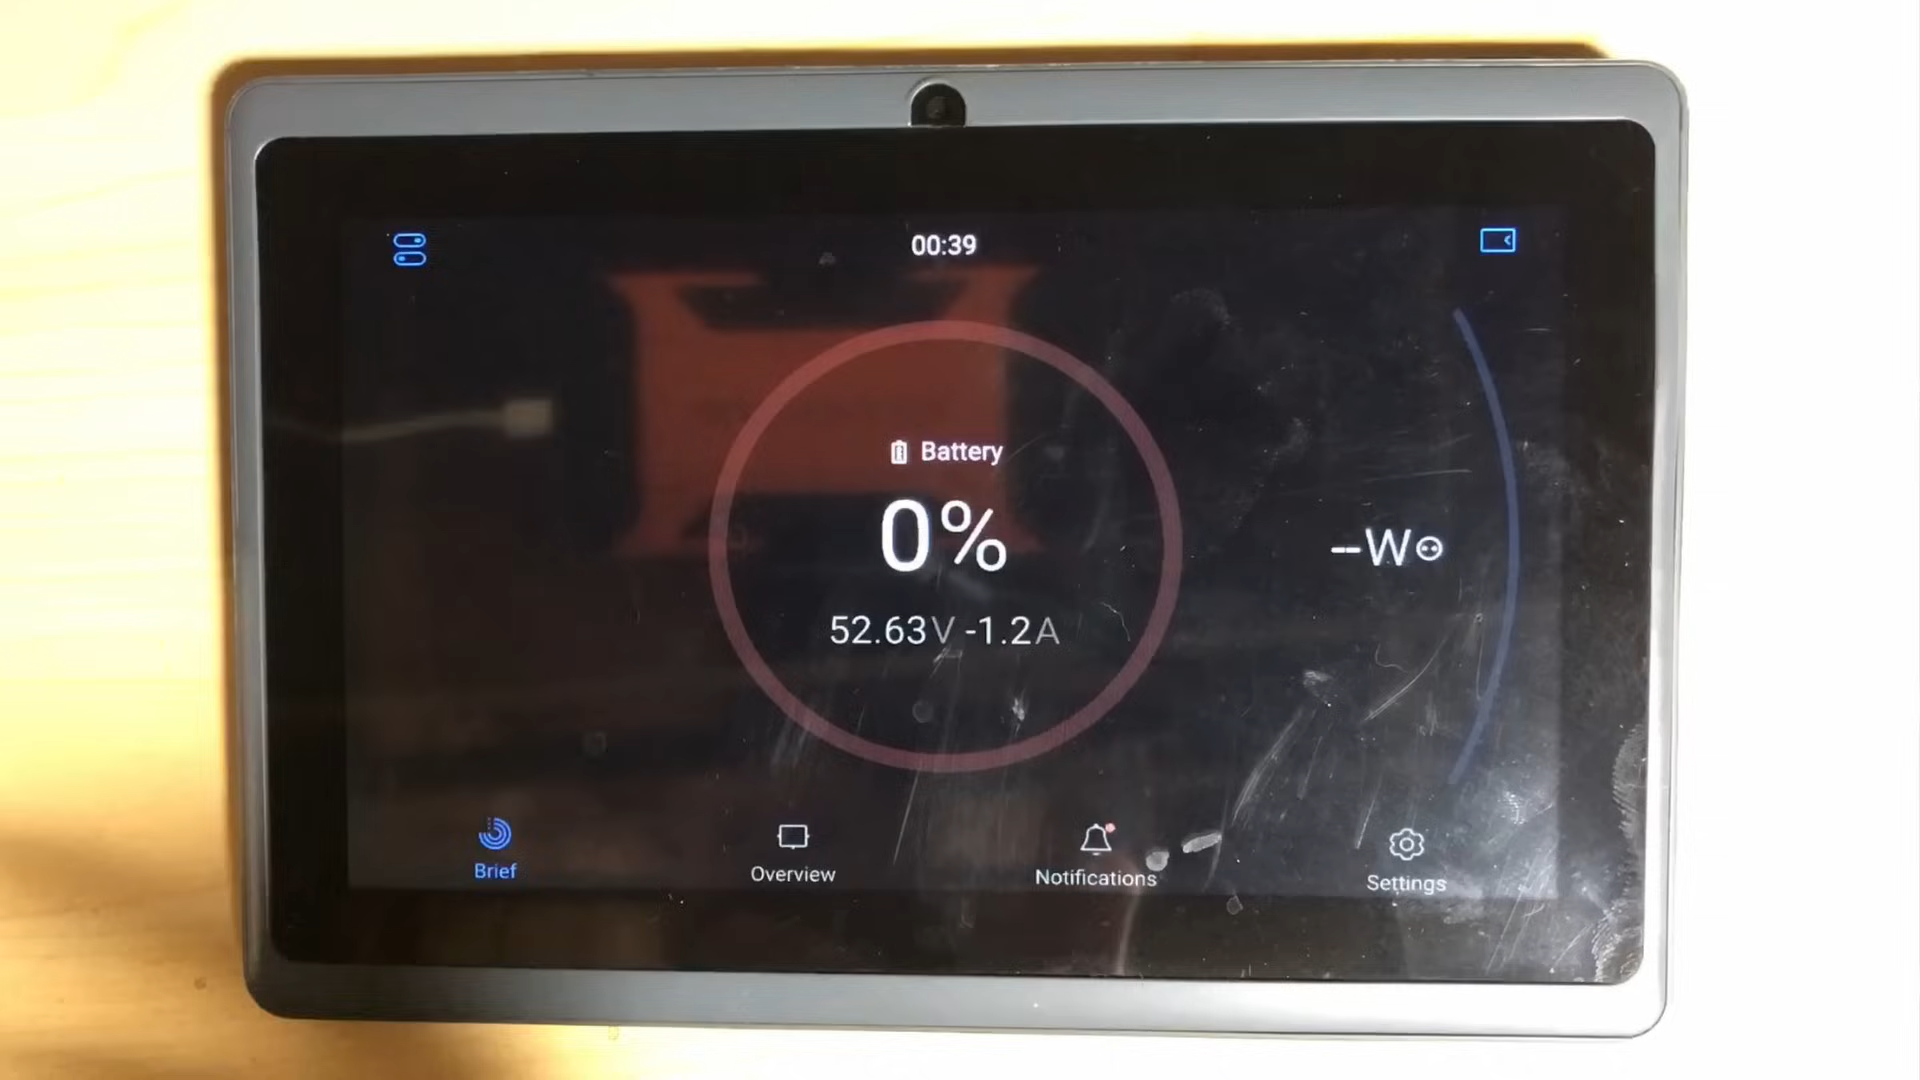 00:39
Battery
0%
52.63V -1.2A
--W
Brief
Overview
Notifications
Settings